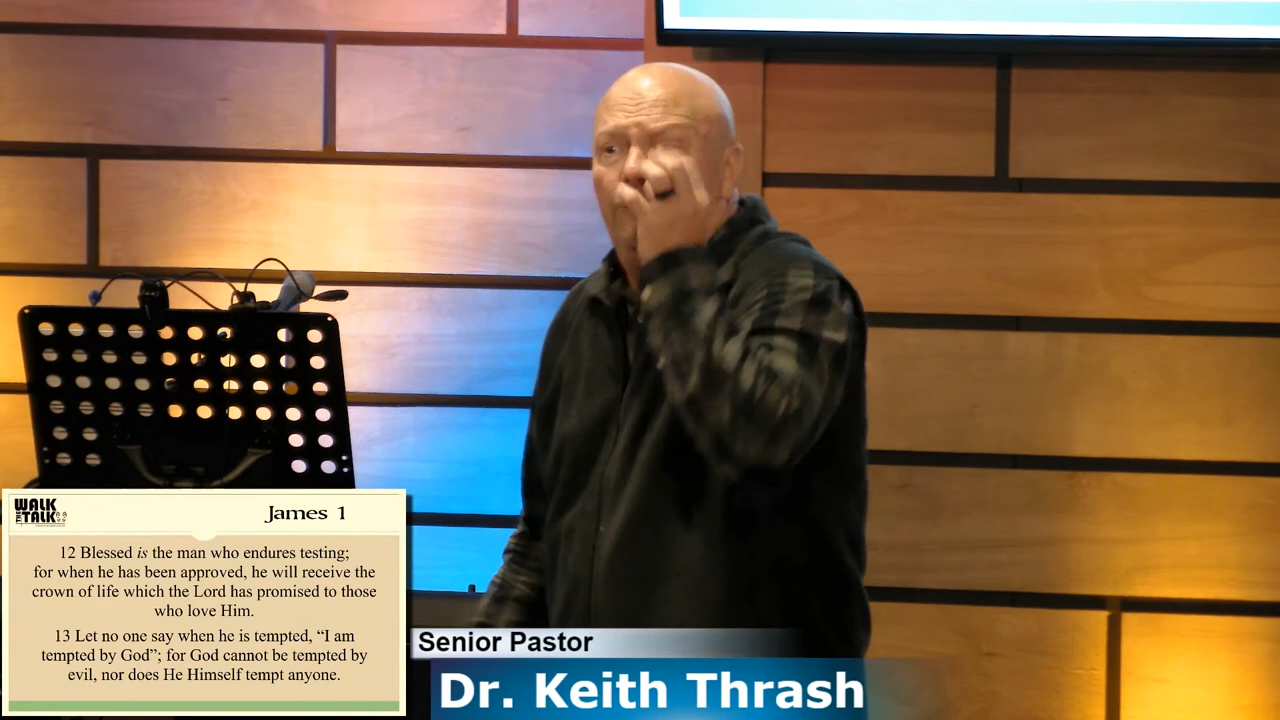 WALK
THE TALK
James 1
12 Blessed is the man who endures testing;
for when he has been approved, he will receive the
crown of life which the Lord has promised to those
who love Him.
13 Let no one say when he is tempted, “I am
tempted by God”; for God cannot be tempted by
evil, nor does He Himself tempt anyone.
Senior Pastor
Dr. Keith Thrash